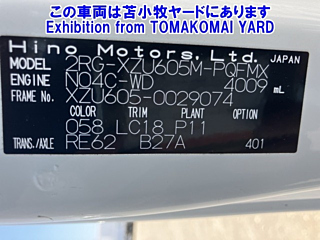 この車両は苫小牧ヤードにあります
Exhibition from TOMAKOMAI YARD
Hino Motors, Ltd. JAPAN
MODEL 2RG-XZU605M-PQFMX
ENGINE N04C-WD 4009 mL
FRAME No. XZU605-0029074
COLOR TRIM PLANT OPTION
058 LC18 P11
TRANS./AXLE RE62 B27A 401